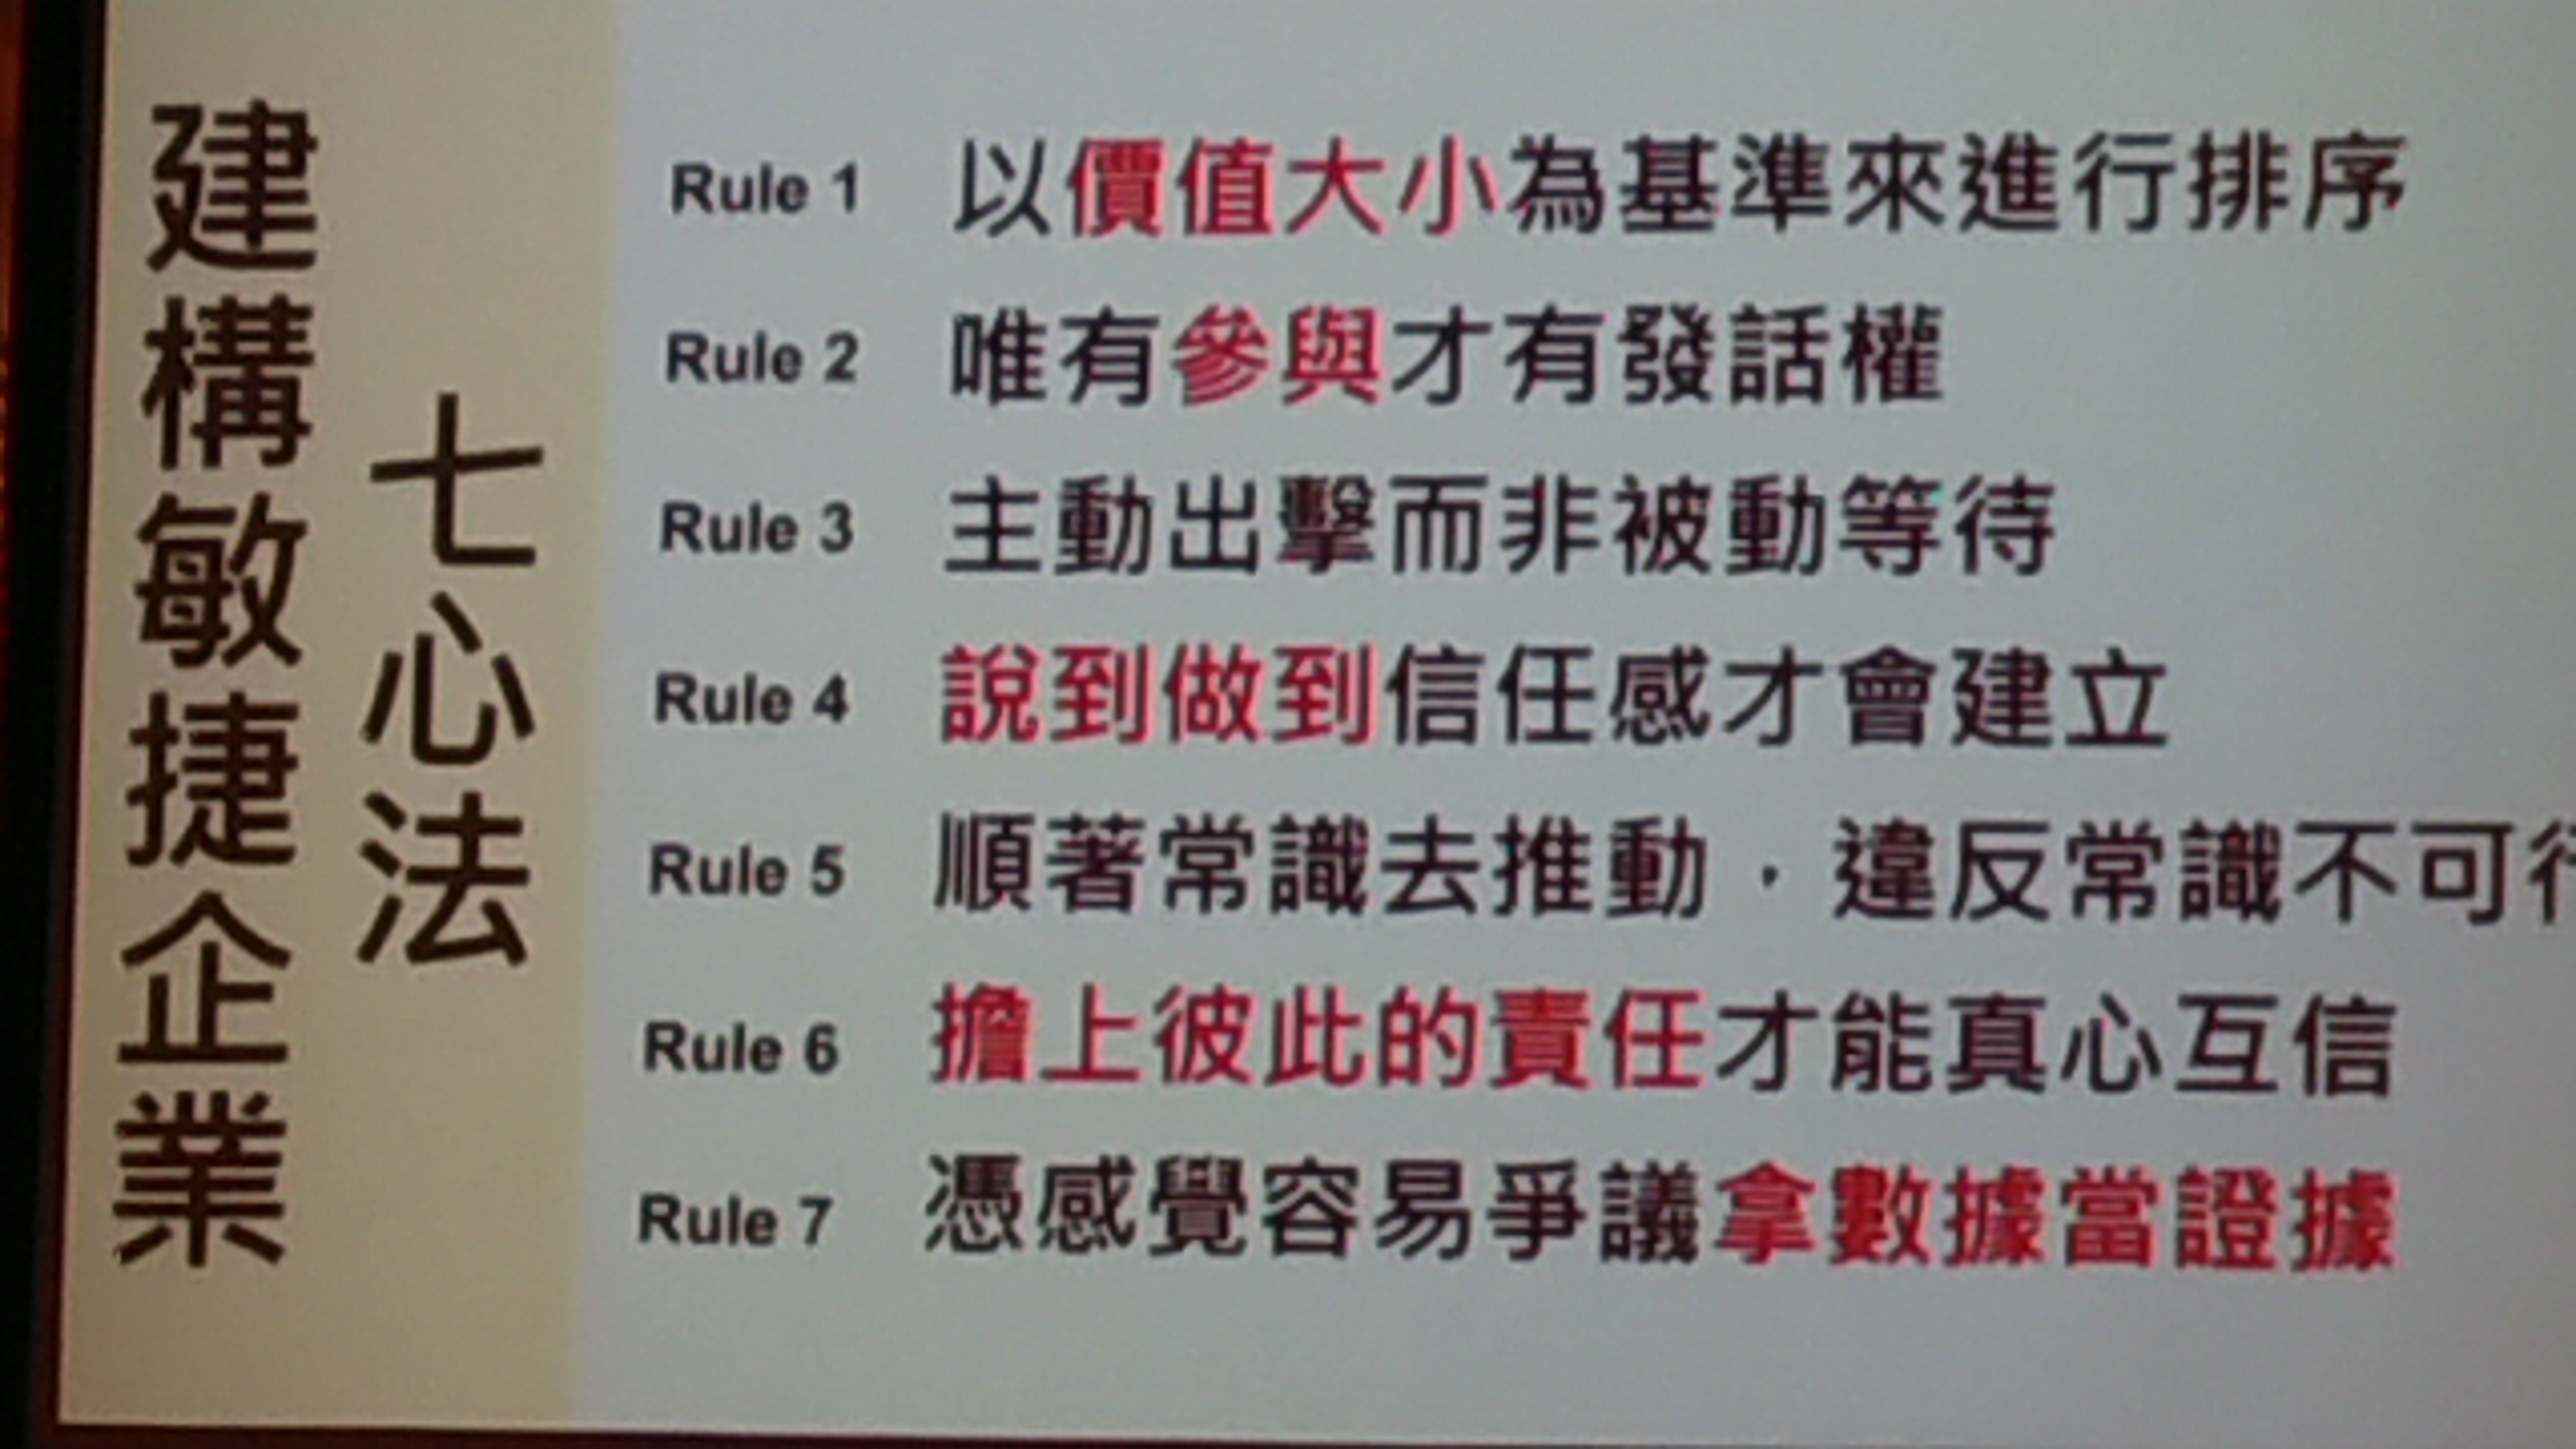 建構敏捷企業
七心法
Rule 1 以價值大小為基準來進行排序
Rule 2 唯有參與才有發話權
Rule 3 主動出擊而非被動等待
Rule 4 說到做到信任感才會建立
Rule 5 順著常識去推動，違反常識不可行
Rule 6 擔上彼此的責任才能真心互信
Rule 7 憑感覺容易爭議拿數據當證據